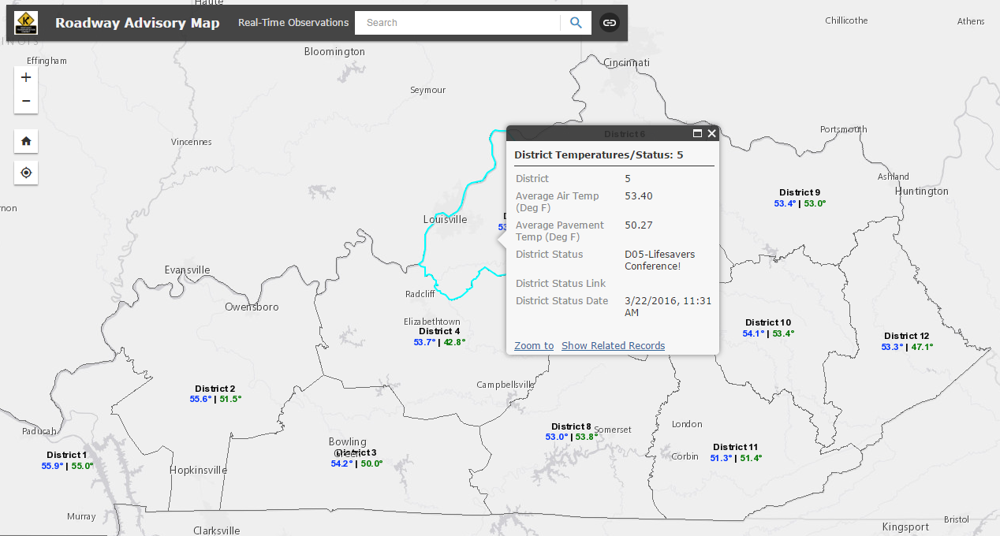 Haute
Roadway Advisory Map
Real-Time Observations
Search
Chillicothe
Athens
Effingham
Bloomington
Cincinnati
Seymour
Portsmouth
Vincennes
District 6
District Temperatures/Status: 5
District 5
Average Air Temp (Deg F) 53.40
Average Pavement Temp (Deg F) 50.27
District Status D05-Lifesavers Conference!
District Status Link
District Status Date 3/22/2016, 11:31 AM
Zoom to Show Related Records
Ashland
Huntington
District 9
53.4° | 53.0°
non
Louisville
Evansville
Radcliff
Owensboro
Elizabethtown
District 4
53.7° | 42.8°
District 10
54.1° | 53.4°
District 12
53.3° | 47.1°
Campbellsville
District 2
55.6° | 51.5°
Paducah
District 8
53.0° | 53.8°
Somerset
London
Bowling
Green
District 3
54.2° | 50.0°
District 1
55.9° | 55.0°
District 11
51.3° | 51.4°
Corbin
Hopkinsville
Murray
Clarksville
Kingsport
Bristol